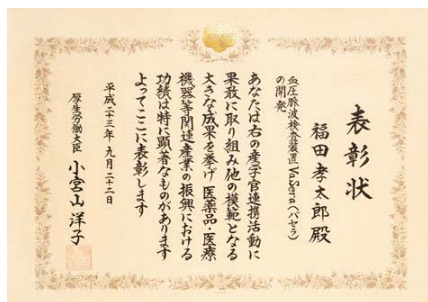 表彰状
福田孝太郎殿
血圧脈波検査装置VaSera(バセラ)
の開発
あなたは右の産学官連携活動に
果敢に取り組み他の模範となる
大きな成果を挙げ医薬品・医療
機器等関連産業の振興における
功績は特に顕著なものがあります
よってここに表彰します
平成二十三年九月二十二日
厚生労働大臣 小宮山洋子